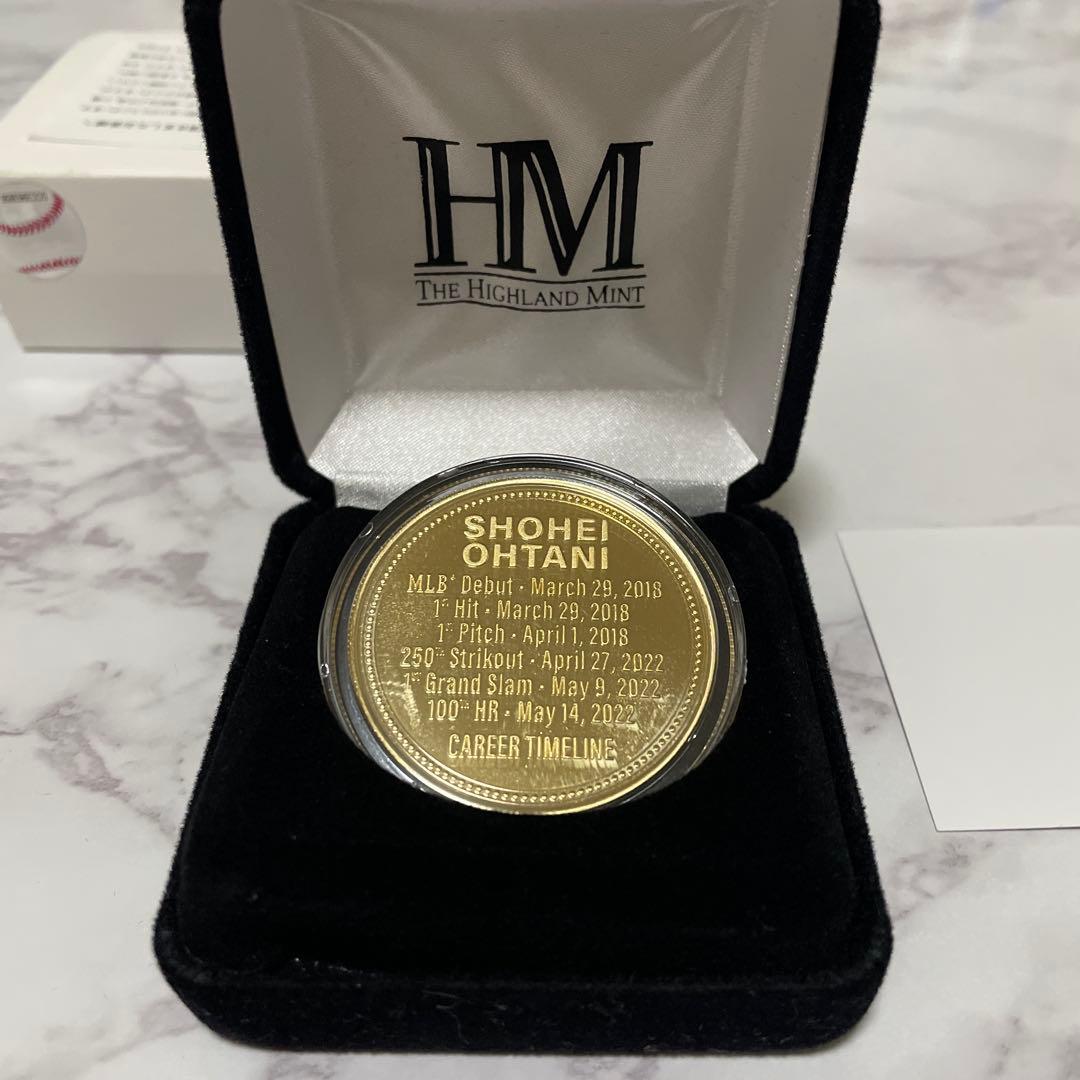 HM
THE HIGHLAND MINT
SHOHEI
OHTANI
MLB Debut · March 29, 2018
1st Hit · March 29, 2018
1st Pitch · April 1, 2018
250th Strikout · April 27, 2022
1st Grand Slam · May 9, 2022
100th HR · May 14, 2022
CAREER TIMELINE